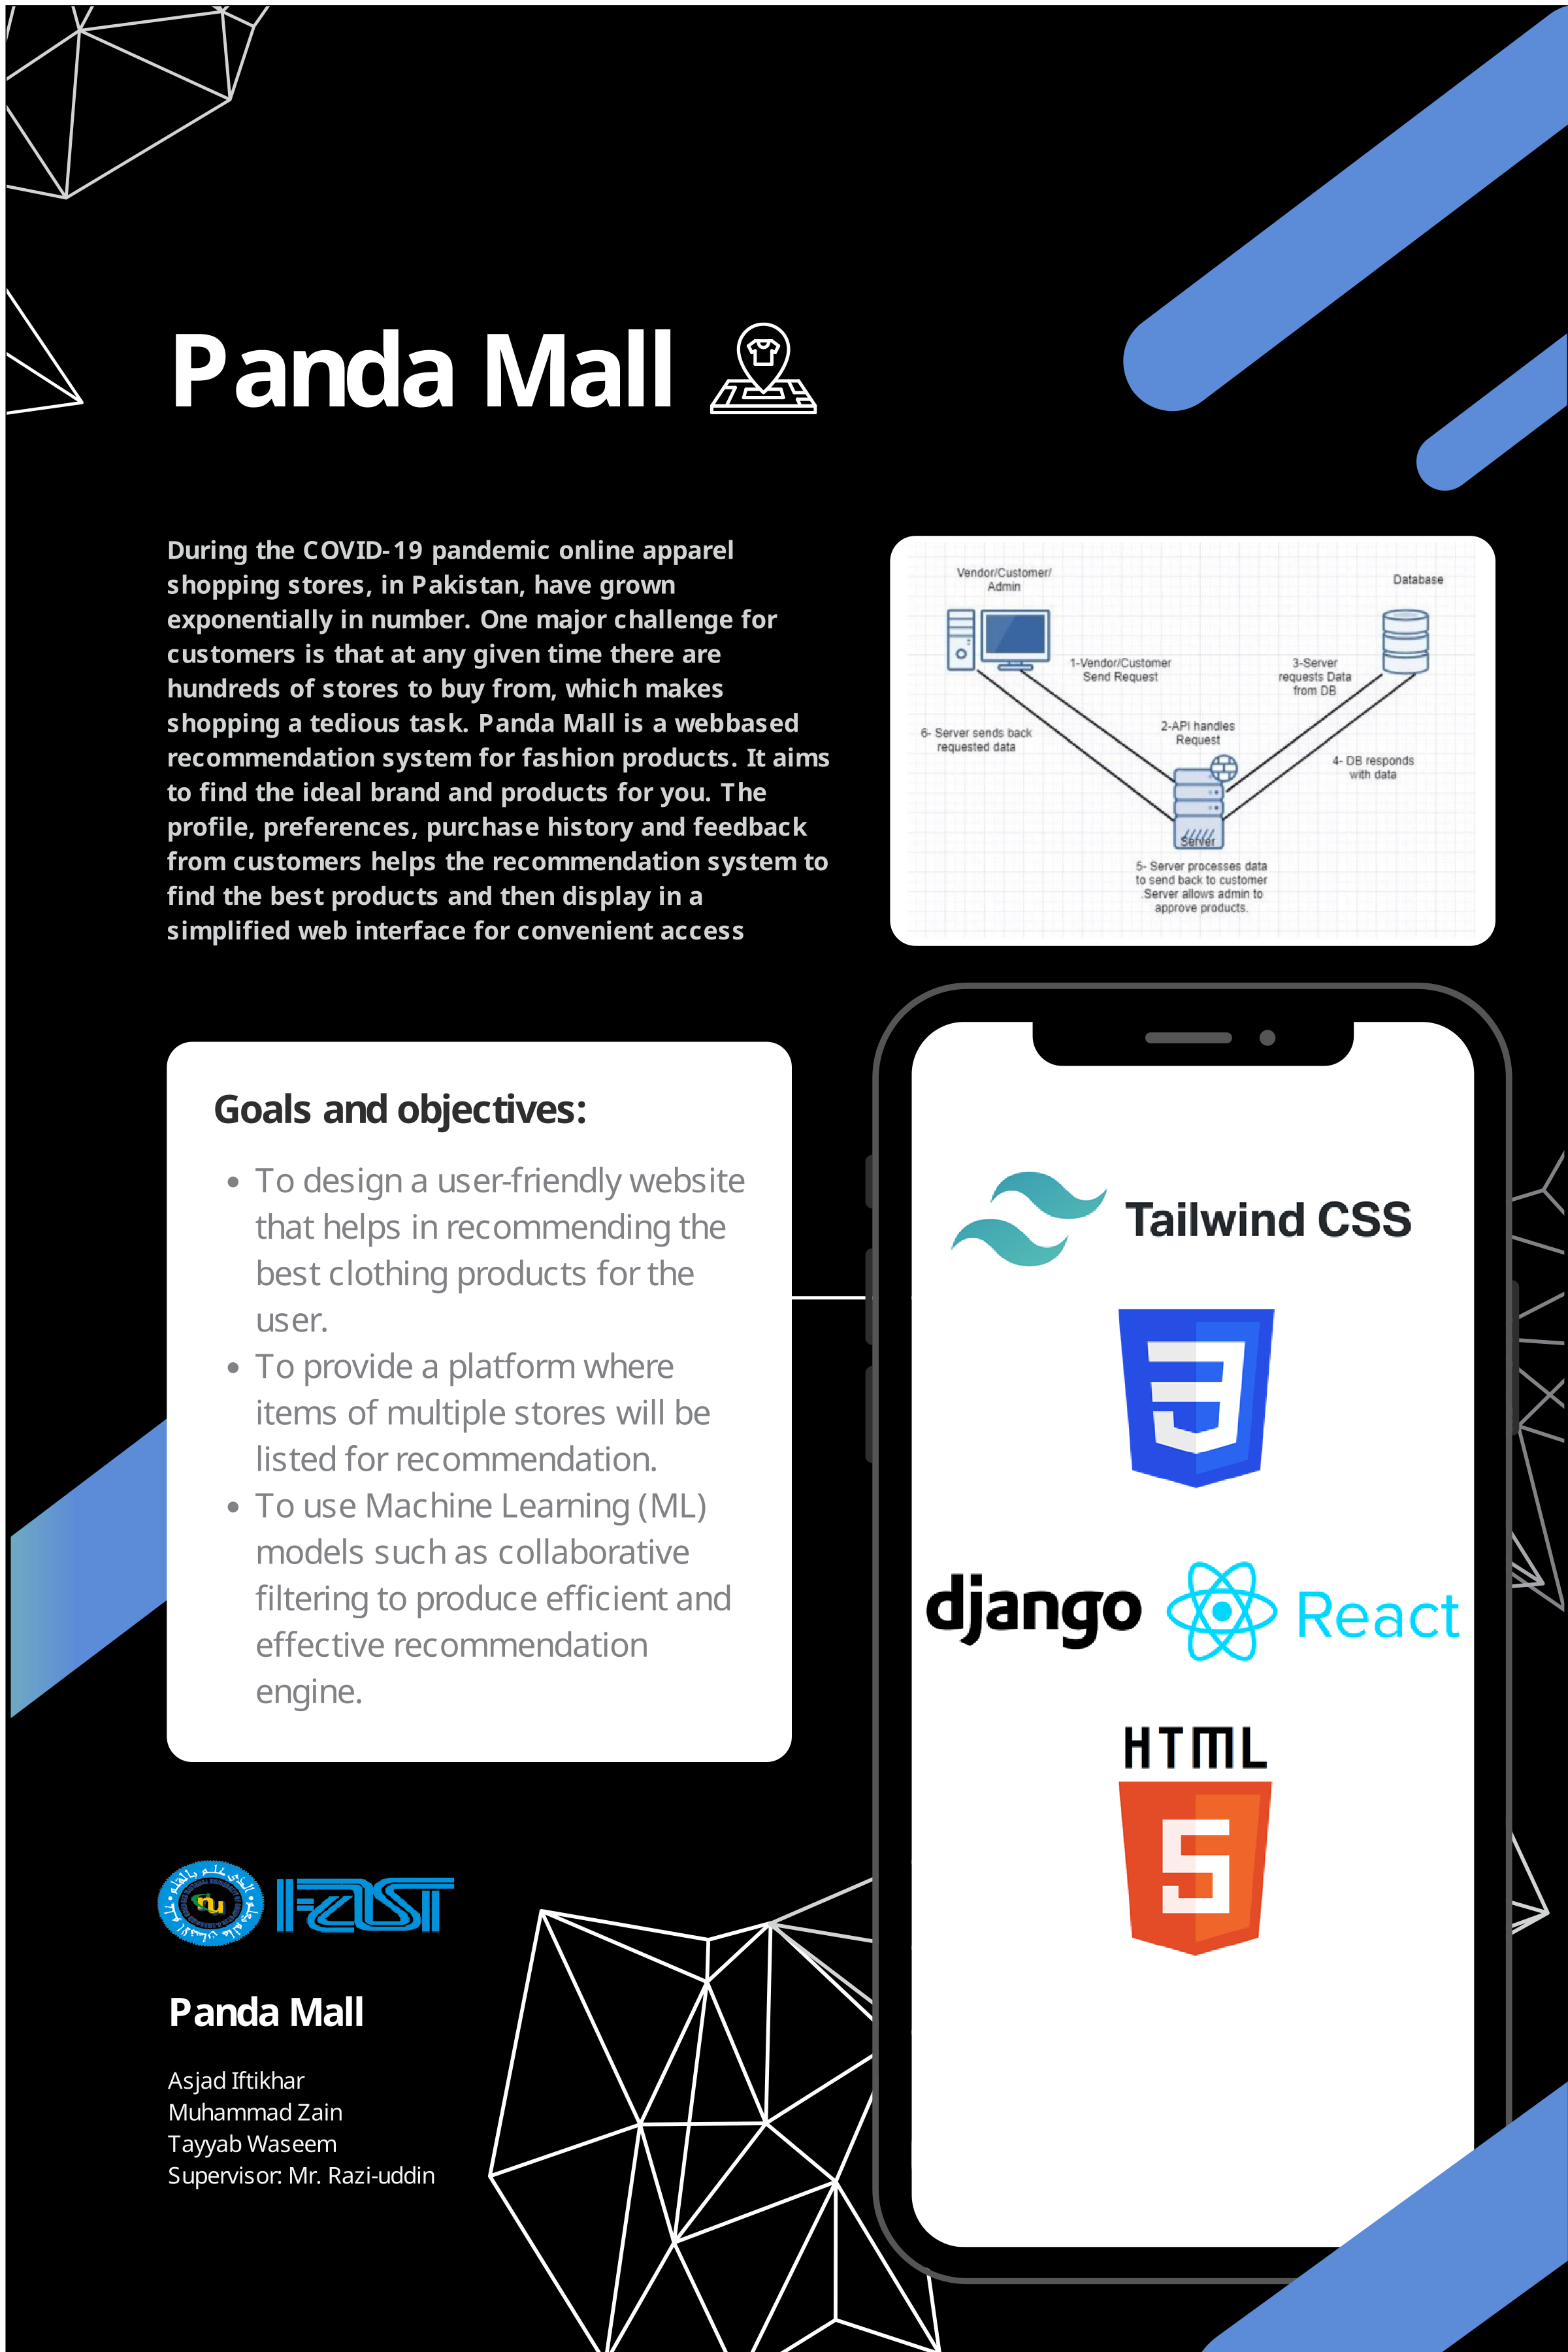 Panda Mall
During the COVID-19 pandemic online apparel
shopping stores, in Pakistan, have grown
exponentially in number. One major challenge for
customers is that at any given time there are
hundreds of stores to buy from, which makes
shopping a tedious task. Panda Mall is a webbased
recommendation system for fashion products. It aims
to find the ideal brand and products for you. The
profile, preferences, purchase history and feedback
from customers helps the recommendation system to
find the best products and then display in a
simplified web interface for convenient access
Vendor/Customer/
Admin
Database
1-Vendor/Customer
Send Request
3-Server
requests Data
from DB
2-API handles
Request
6- Server sends back
requested data
4- DB responds
with data
Server
5- Server processes data
to send back to customer
.Server allows admin to
approve products.
Goals and objectives:
• To design a user-friendly website
that helps in recommending the
best clothing products for the
user.
• To provide a platform where
items of multiple stores will be
listed for recommendation.
• To use Machine Learning (ML)
models such as collaborative
filtering to produce efficient and
effective recommendation
engine.
Tailwind CSS
3
django
React
HTML
5
nu
FAST
Panda Mall
Asjad Iftikhar
Muhammad Zain
Tayyab Waseem
Supervisor: Mr. Razi-uddin